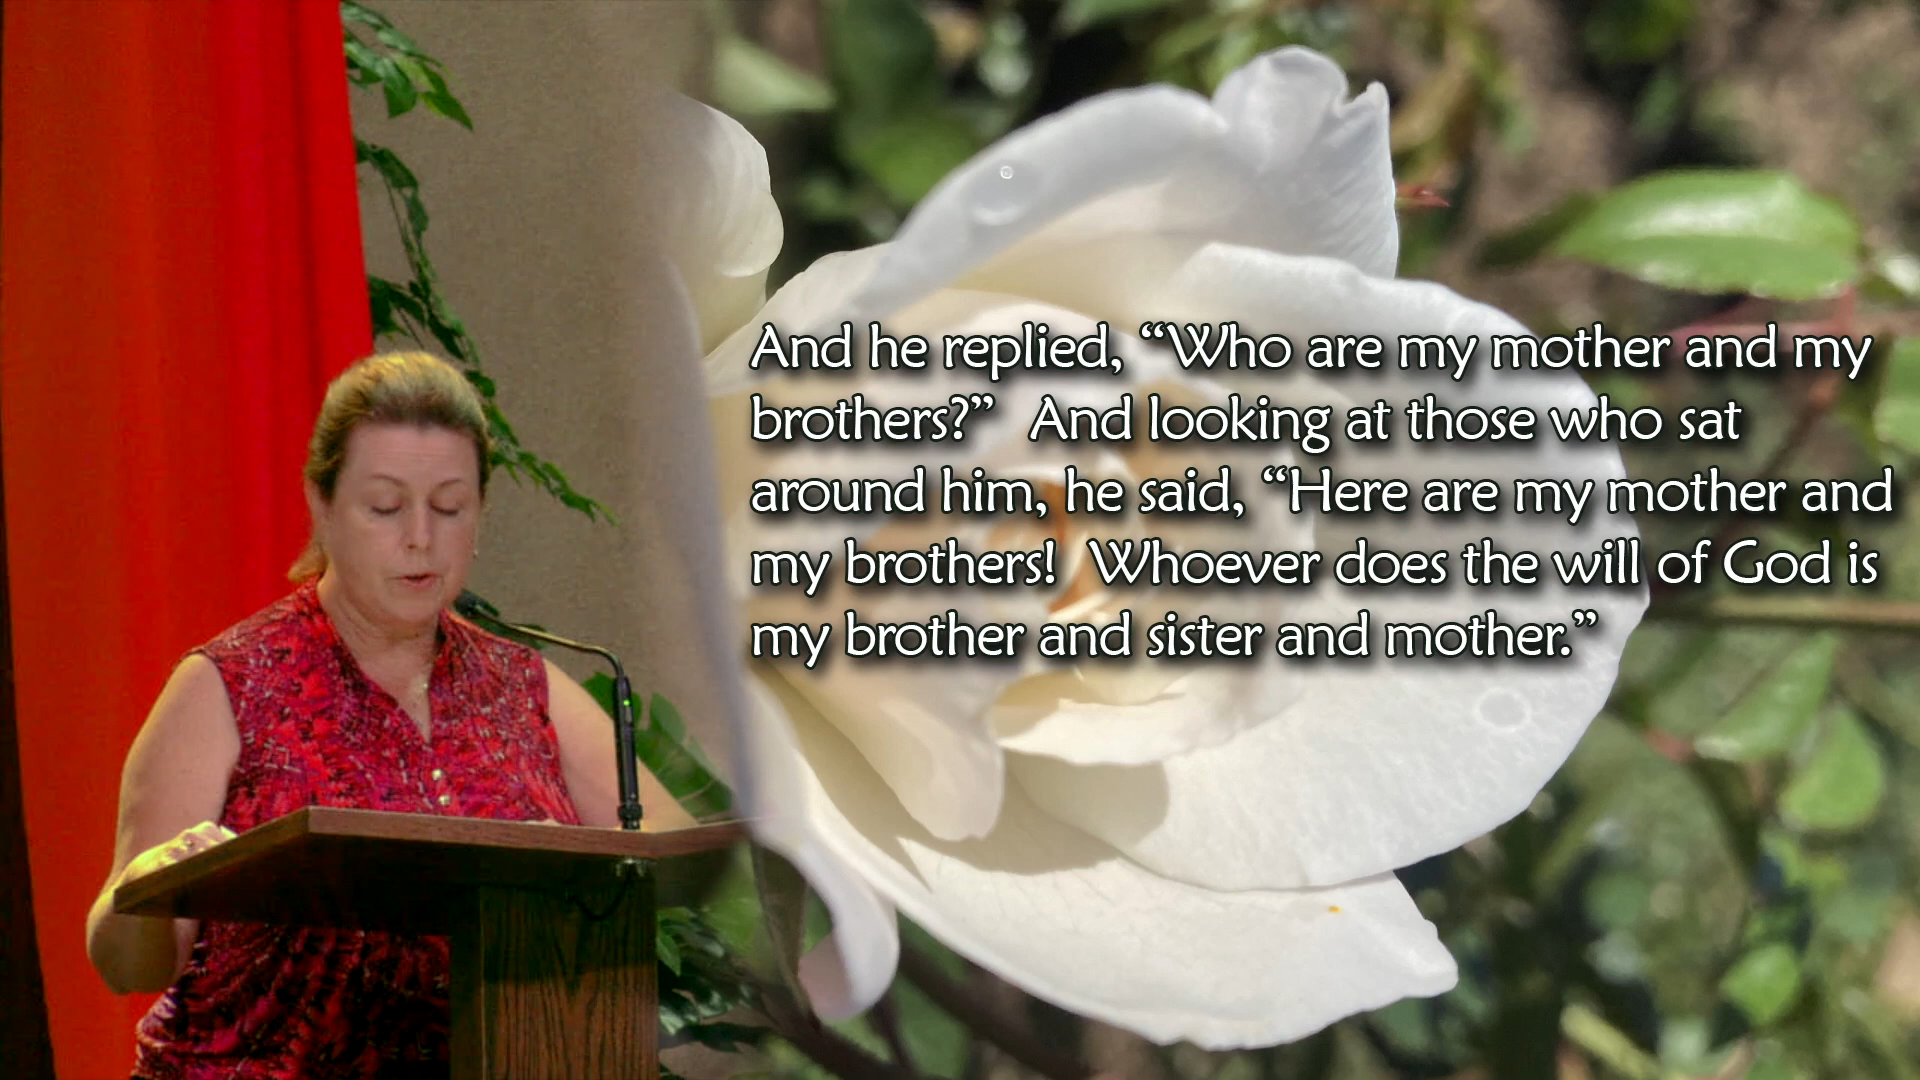 And he replied, “Who are my mother and my
brothers?”  And looking at those who sat
around him, he said, “Here are my mother and
my brothers!  Whoever does the will of God is
my brother and sister and mother.”